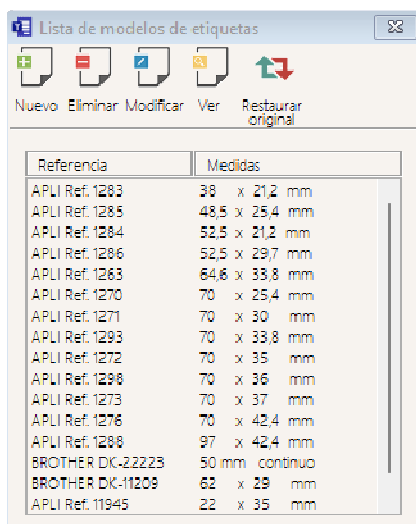 Lista de modelos de etiquetas
Nuevo Eliminar Modificar Ver Restaurar original
Referencia Medidas
APLI Ref. 1283 38 x 21,2 mm
APLI Ref. 1285 48,5 x 25,4 mm
APLI Ref. 1284 52,5 x 21,2 mm
APLI Ref. 1286 52,5 x 29,7 mm
APLI Ref. 1263 64,6 x 33,8 mm
APLI Ref. 1270 70 x 25,4 mm
APLI Ref. 1271 70 x 30 mm
APLI Ref. 1293 70 x 33,8 mm
APLI Ref. 1272 70 x 35 mm
APLI Ref. 1298 70 x 36 mm
APLI Ref. 1273 70 x 37 mm
APLI Ref. 1276 70 x 42,4 mm
APLI Ref. 1288 97 x 42,4 mm
BROTHER DK-22223 50 mm continuo
BROTHER DK-11209 62 x 29 mm
APLI Ref. 11945 22 x 35 mm